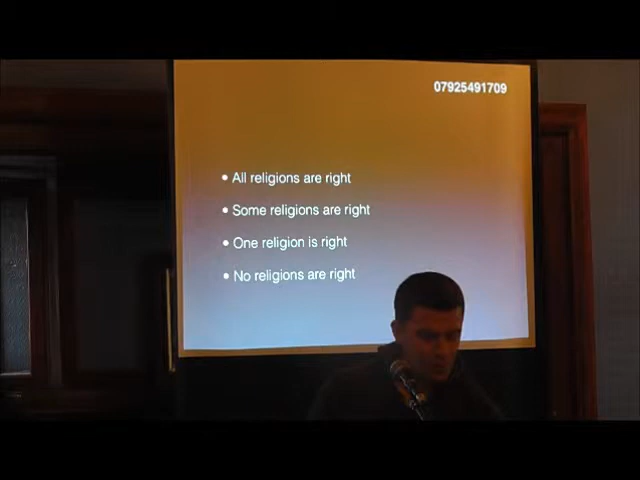 07925491709
• All religions are right
• Some religions are right
• One religion is right
• No religions are right